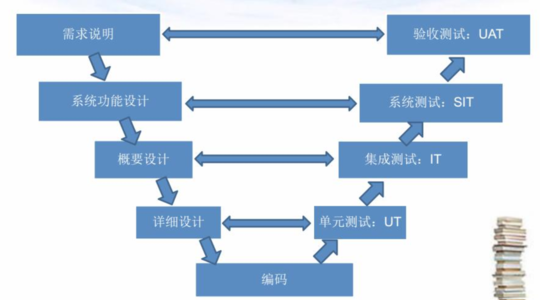 需求说明
验收测试：UAT
系统功能设计
系统测试：SIT
概要设计
集成测试：IT
详细设计
单元测试：UT
编码